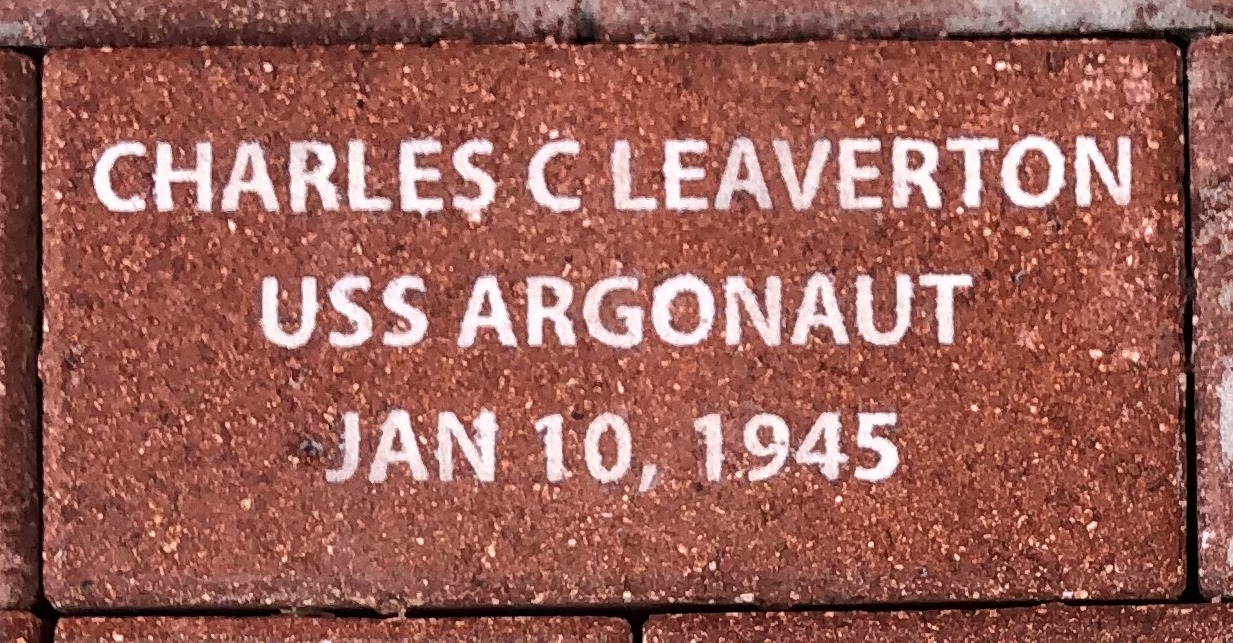 CHARLES C LEAVERTON
USS ARGONAUT
JAN 10, 1945